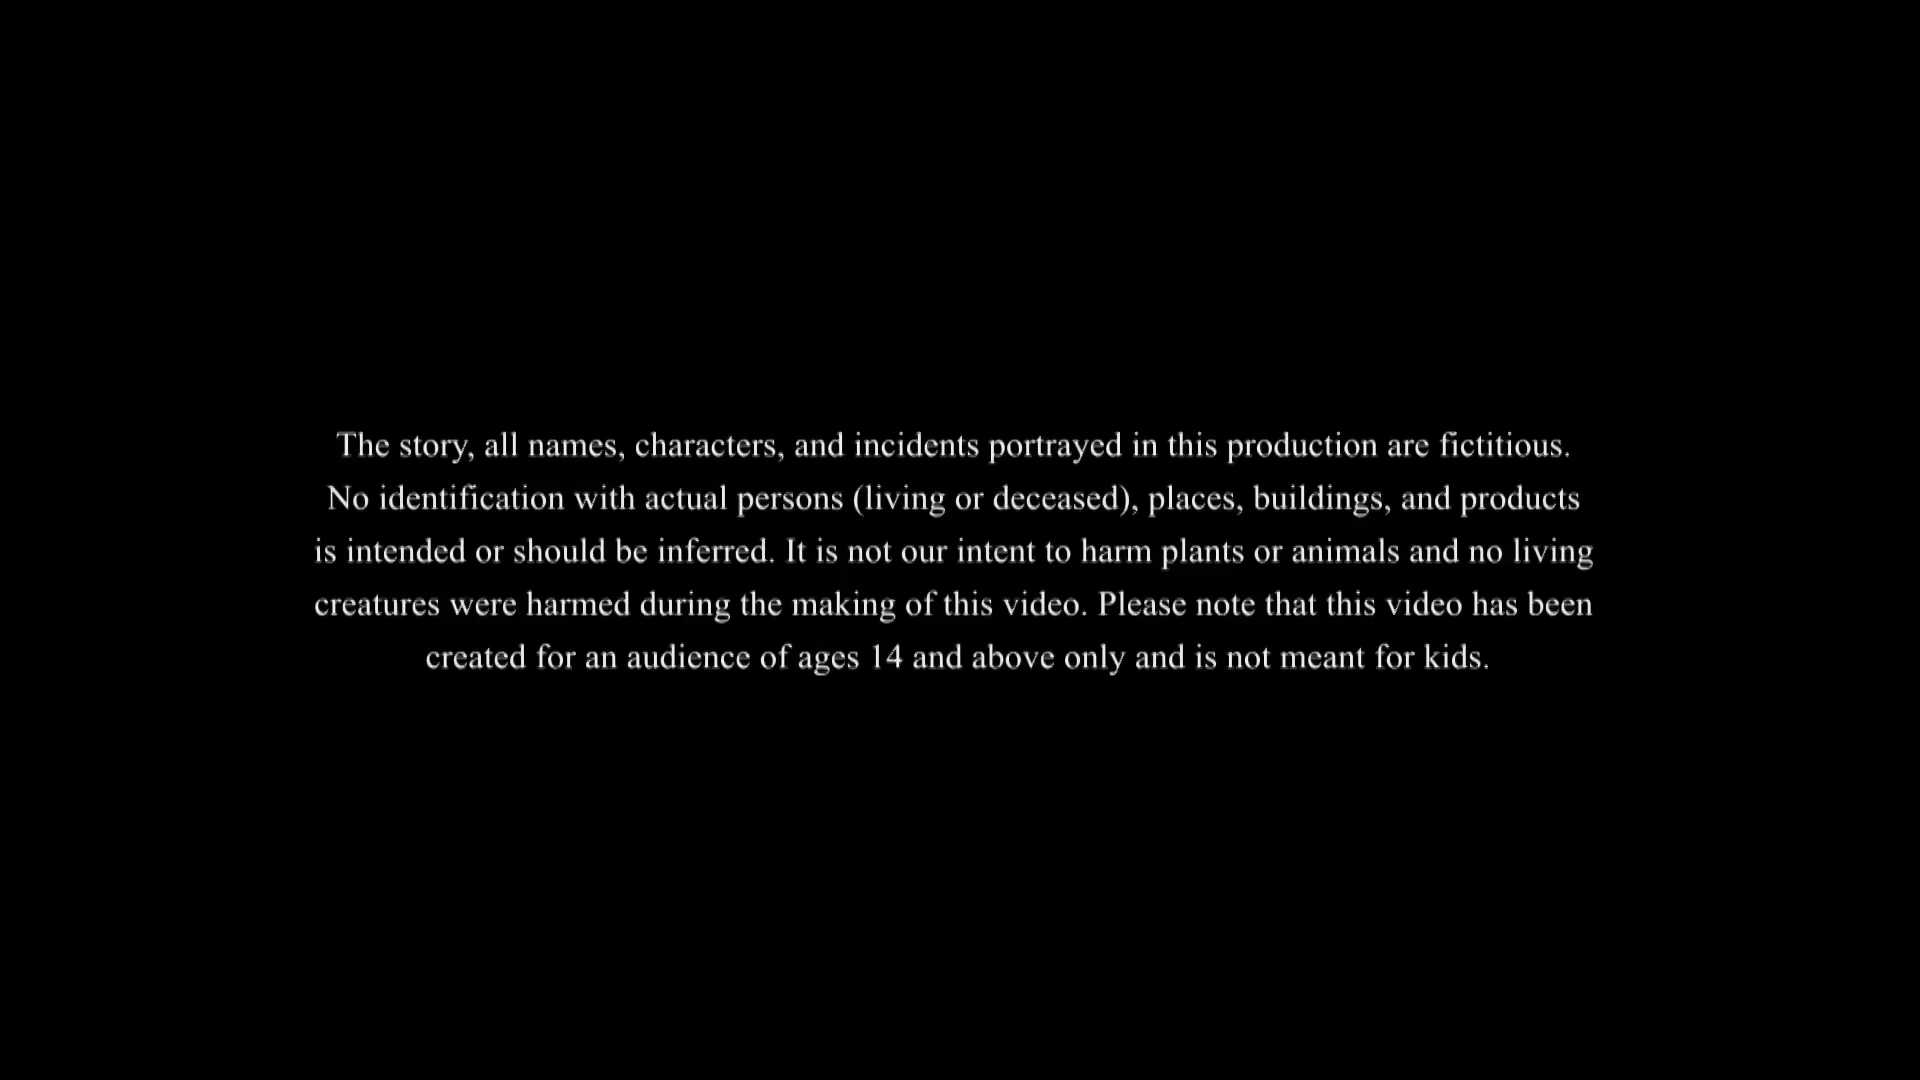 The story, all names, characters, and incidents portrayed in this production are fictitious.
No identification with actual persons (living or deceased), places, buildings, and products
is intended or should be inferred. It is not our intent to harm plants or animals and no living
creatures were harmed during the making of this video. Please note that this video has been
created for an audience of ages 14 and above only and is not meant for kids.